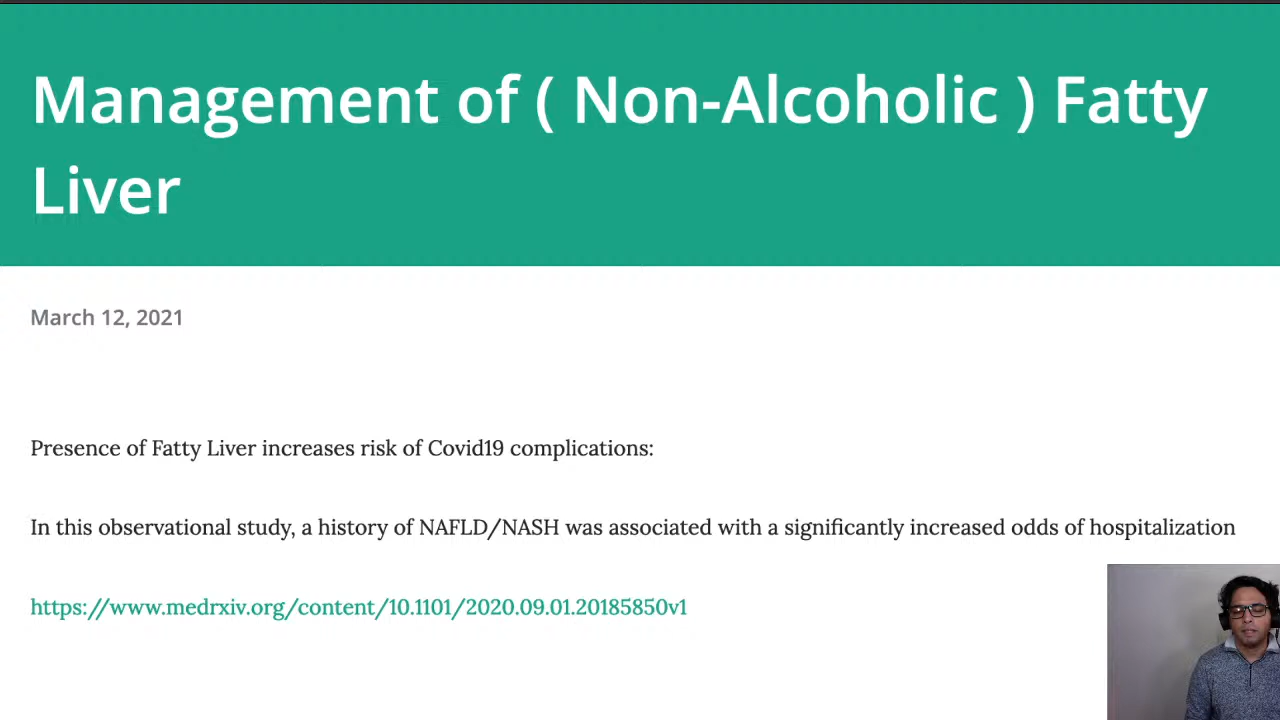 Management of ( Non-Alcoholic ) Fatty
Liver
March 12, 2021
Presence of Fatty Liver increases risk of Covid19 complications:
In this observational study, a history of NAFLD/NASH was associated with a significantly increased odds of hospitalization
https://www.medrxiv.org/content/10.1101/2020.09.01.20185850v1